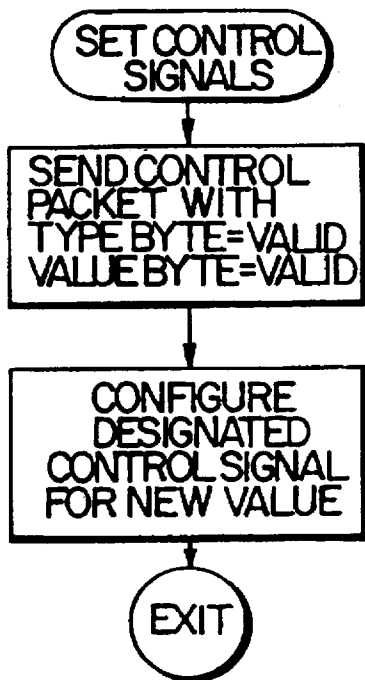 SET CONTROL
SIGNALS
SEND CONTROL
PACKET WITH
TYPE BYTE=VALID
VALUE BYTE=VALID
CONFIGURE
DESIGNATED
CONTROL SIGNAL
FOR NEW VALUE
EXIT